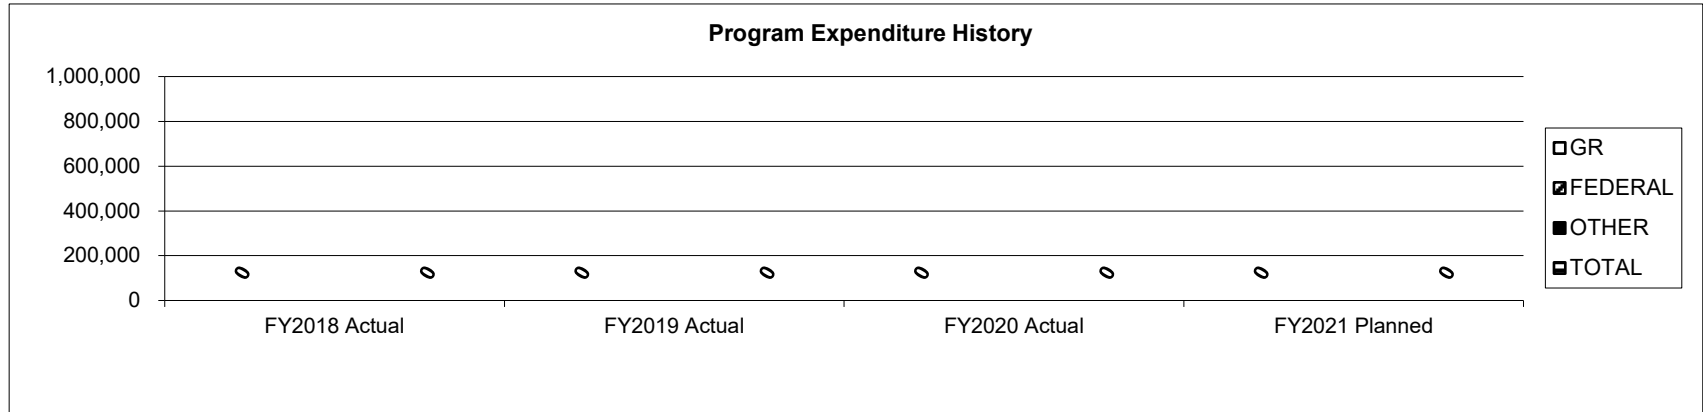 Program Expenditure History
1,000,000
800,000
600,000
400,000
200,000
0
0 0 0 0 0 0 0 0
FY2018 Actual FY2019 Actual FY2020 Actual FY2021 Planned
GR
FEDERAL
OTHER
TOTAL